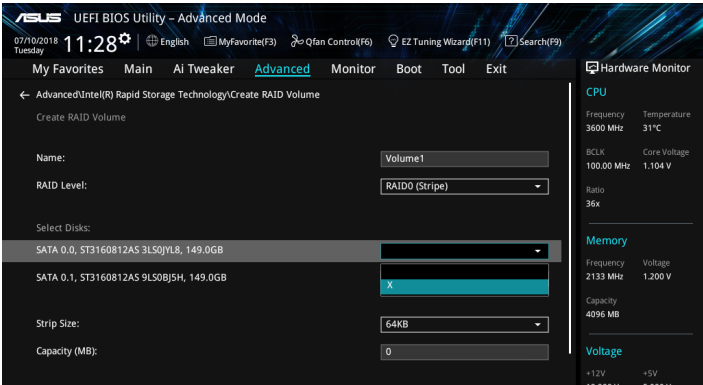 ASUS UEFI BIOS Utility – Advanced Mode
07/10/2018 Tuesday 11:28 English MyFavorite(F3) Qfan Control(F6) EZ Tuning Wizard(F11) Search(F9)
My Favorites Main Ai Tweaker Advanced Monitor Boot Tool Exit
← Advanced\Intel(R) Rapid Storage Technology\Create RAID Volume
Create RAID Volume
Name: Volume1
RAID Level: RAID0 (Stripe)
Select Disks:
SATA 0.0, ST3160812AS 3LS0JYL8, 149.0GB
SATA 0.1, ST3160812AS 9LS0BJ5H, 149.0GB
X
Strip Size: 64KB
Capacity (MB): 0
Hardware Monitor
CPU
Frequency Temperature
3600 MHz 31°C
BCLK Core Voltage
100.00 MHz 1.104 V
Ratio
36x
Memory
Frequency Voltage
2133 MHz 1.200 V
Capacity
4096 MB
Voltage
+12V +5V